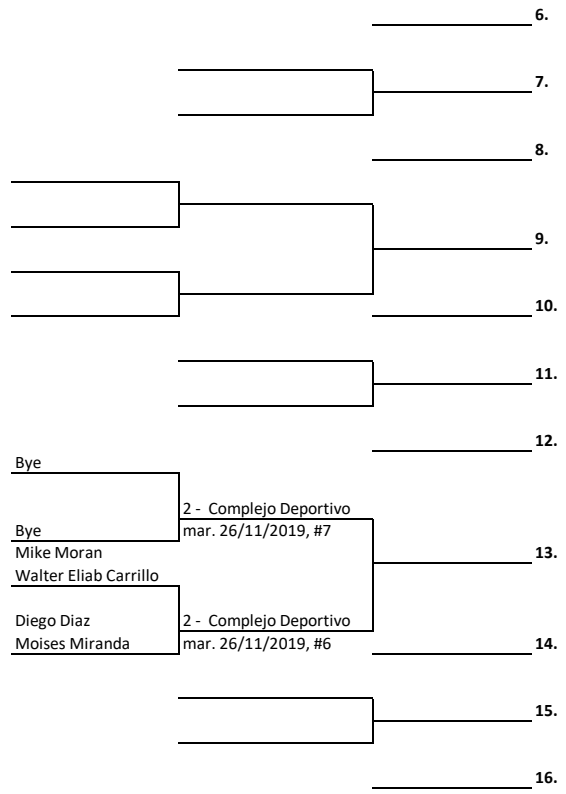 6.
7.
8.
9.
10.
11.
12.
Bye
2 -  Complejo Deportivo
Bye
mar. 26/11/2019, #7
Mike Moran
13.
Walter Eliab Carrillo
Diego Diaz
2 -  Complejo Deportivo
Moises Miranda
mar. 26/11/2019, #6
14.
15.
16.